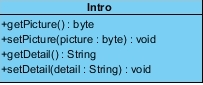 Intro
+getPicture() : byte
+setPicture(picture : byte) : void
+getDetail() : String
+setDetail(detail : String) : void